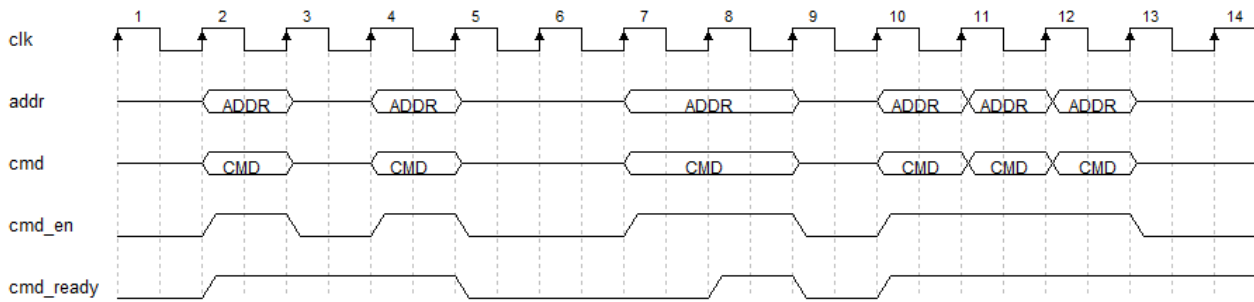 1 2 3 4 5 6 7 8 9 10 11 12 13 14
clk
addr ADDR ADDR ADDR ADDR ADDR ADDR
cmd CMD CMD CMD CMD CMD CMD
cmd_en
cmd_ready